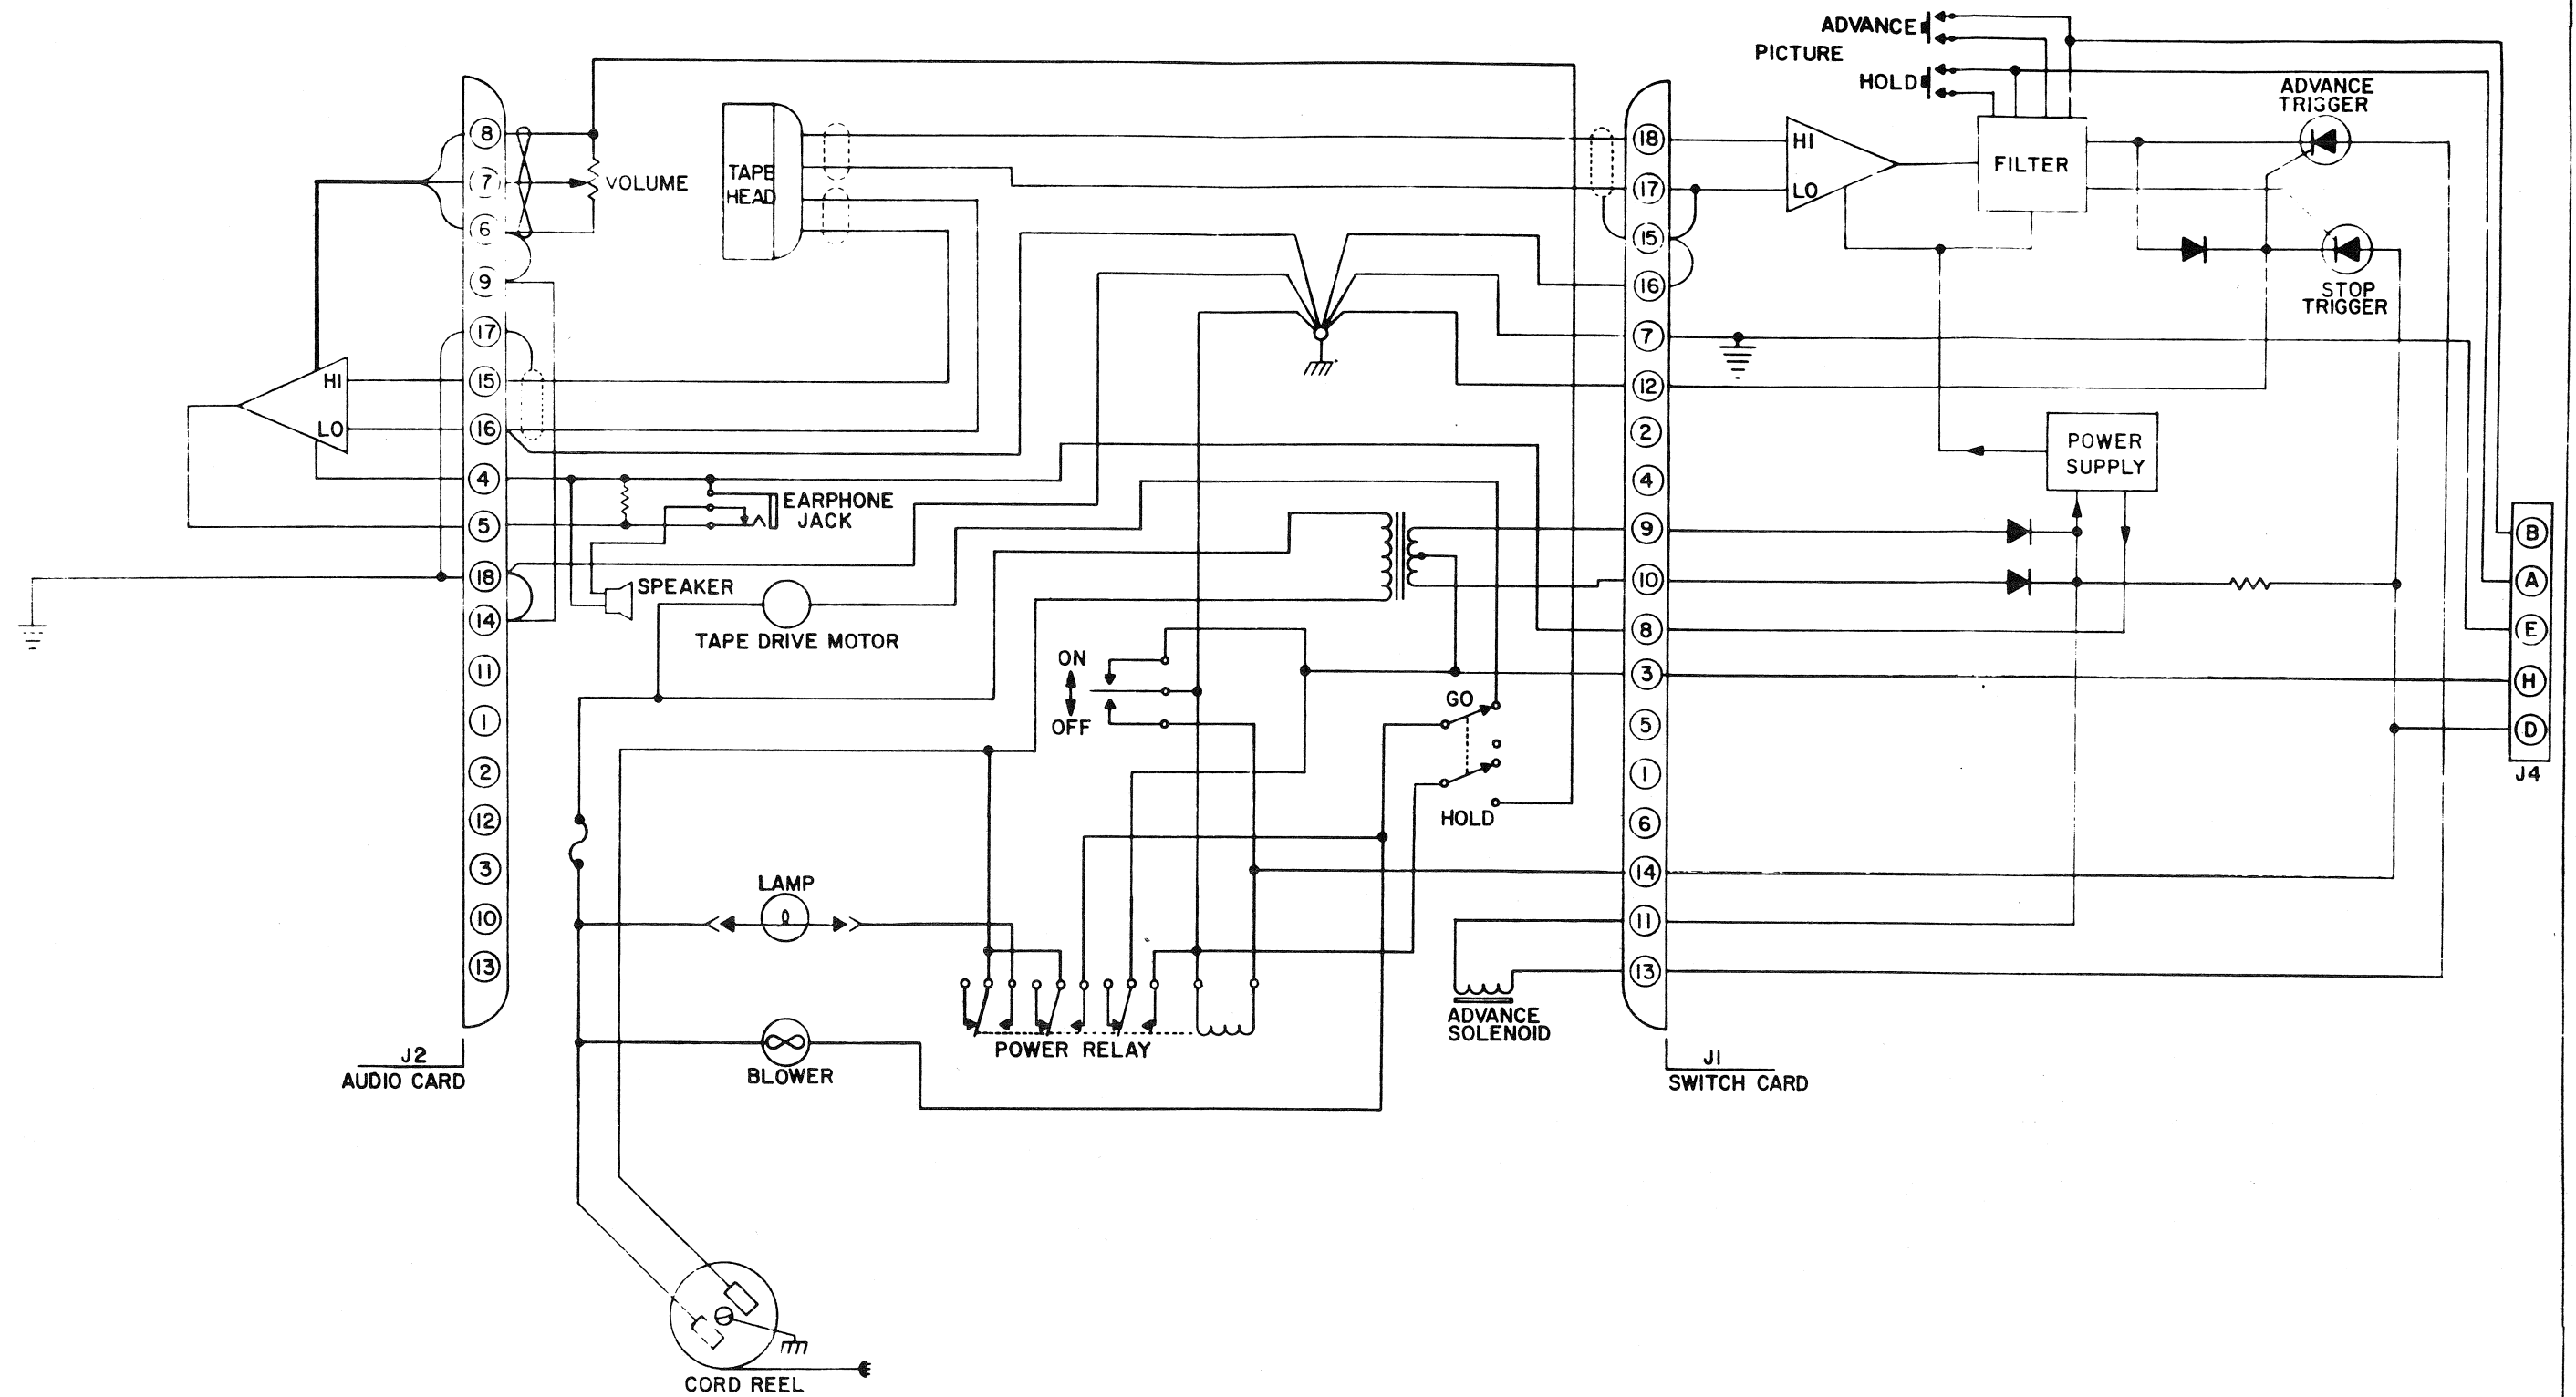 ADVANCE
PICTURE
HOLD
ADVANCE
TRIGGER
8
7
6
9
17
15
16
4
5
18
14
11
1
2
12
3
10
13
VOLUME
TAPE
HEAD
HI
LO
EARPHONE
JACK
SPEAKER
TAPE DRIVE MOTOR
ON
OFF
GO
HOLD
LAMP
BLOWER
POWER RELAY
ADVANCE
SOLENOID
J2
AUDIO CARD
CORD REEL
18
17
15
16
7
12
2
4
9
10
8
3
5
1
6
14
11
13
J1
SWITCH CARD
HI
LO
FILTER
STOP
TRIGGER
POWER
SUPPLY
B
A
E
H
D
J4